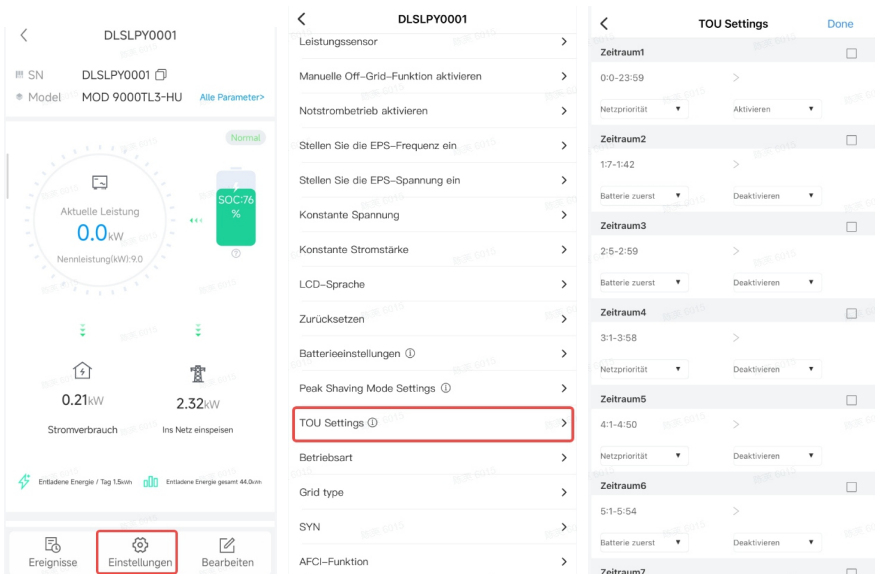 DLSLPY0001
SN DLSLPY0001
Model MOD 9000TL3-HU Alle Parameter>
Normal
SOC:76
%
Aktuelle Leistung
0.0kW
Nennleistung(kW):9.0
0.21kW
2.32kW
Stromverbrauch
Ins Netz einspeisen
Entladene Energie / Tag 1.5kWh
Entladene Energie gesamt 44.0kWh
Ereignisse
Einstellungen
Bearbeiten
DLSLPY0001
Leistungssensor
Manuelle Off-Grid-Funktion aktivieren
Notstrombetrieb aktivieren
Stellen Sie die EPS-Frequenz ein
Stellen Sie die EPS-Spannung ein
Konstante Spannung
Konstante Stromstärke
LCD-Sprache
Zurücksetzen
Batterieeinstellungen
Peak Shaving Mode Settings
TOU Settings
Betriebsart
Grid type
SYN
AFCI-Funktion
TOU Settings Done
Zeitraum1
0:0-23:59
Netzpriorität Aktivieren
Zeitraum2
1:7-1:42
Batterie zuerst Deaktivieren
Zeitraum3
2:5-2:59
Batterie zuerst Deaktivieren
Zeitraum4
3:1-3:58
Netzpriorität Deaktivieren
Zeitraum5
4:1-4:50
Netzpriorität Deaktivieren
Zeitraum6
5:1-5:54
Batterie zuerst Deaktivieren
Zeitraum7